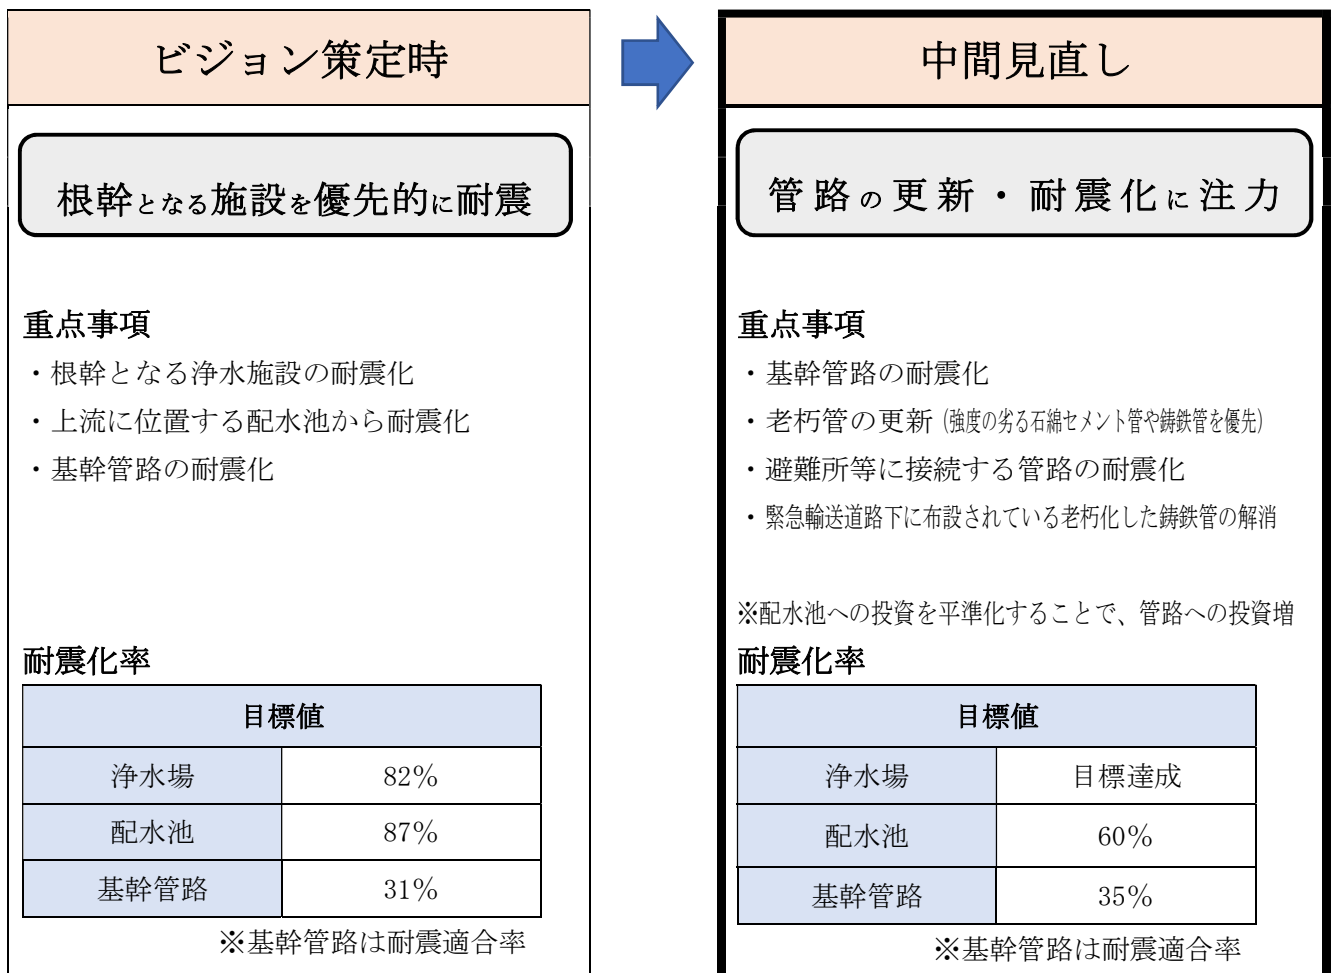 ビジョン策定時
根幹となる施設を優先的に耐震
重点事項
・根幹となる浄水施設の耐震化
・上流に位置する配水池から耐震化
・基幹管路の耐震化
耐震化率
目標値
浄水場 82%
配水池 87%
基幹管路 31%
※基幹管路は耐震適合率
中間見直し
管路の更新・耐震化に注力
重点事項
・基幹管路の耐震化
・老朽管の更新(強度の劣る石綿セメント管や鋳鉄管を優先)
・避難所等に接続する管路の耐震化
・緊急輸送道路下に布設されている老朽化した鋳鉄管の解消
※配水池への投資を平準化することで、管路への投資増
耐震化率
目標値
浄水場 目標達成
配水池 60%
基幹管路 35%
※基幹管路は耐震適合率